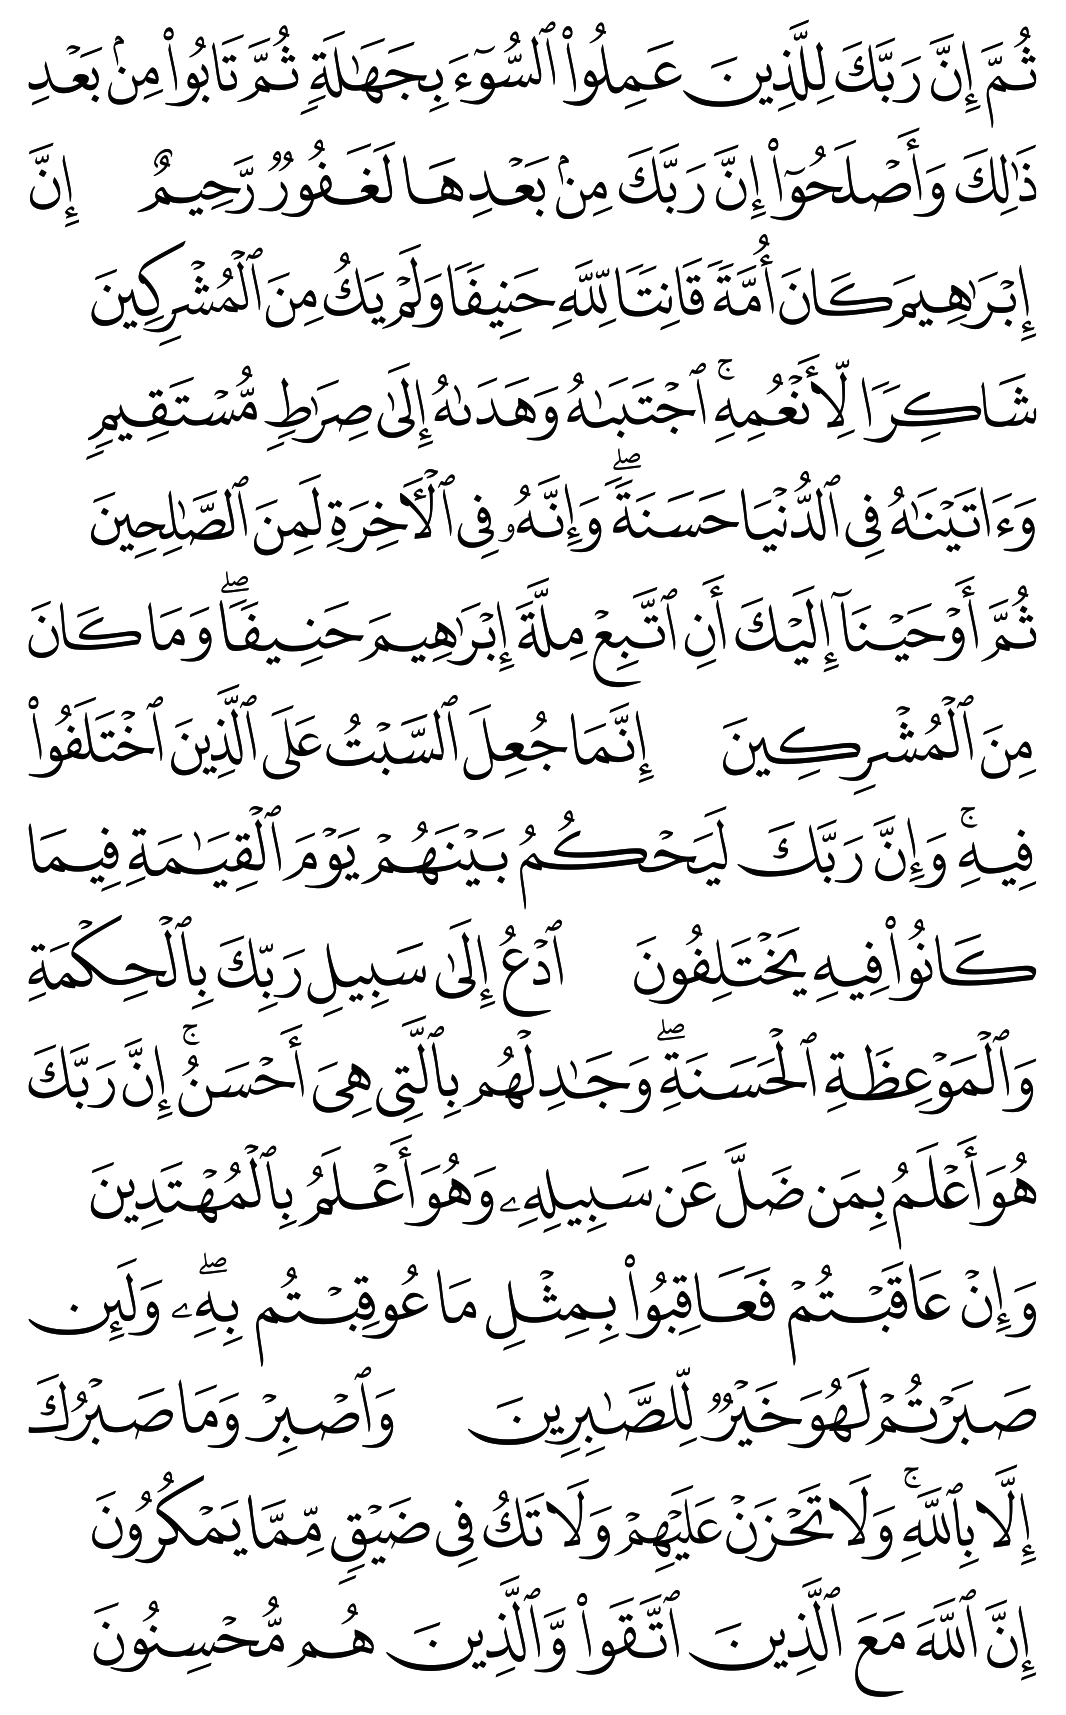 ثُمَّ إِنَّ رَبَّكَ لِلَّذِينَ عَمِلُوا۟ ٱلسُّوٓءَ بِجَهَـٰلَةٍۢ ثُمَّ تَابُوا۟ مِنۢ بَعْدِ
ذَٰلِكَ وَأَصْلَحُوٓا۟ إِنَّ رَبَّكَ مِنۢ بَعْدِهَا لَغَفُورٌۭ رَّحِيمٌ إِنَّ
إِبْرَٰهِيمَ كَانَ أُمَّةًۭ قَانِتًۭا لِّلَّهِ حَنِيفًۭا وَلَمْ يَكُ مِنَ ٱلْمُشْرِكِينَ
شَاكِرًۭا لِّأَنْعُمِهِ ۚ ٱجْتَبَىٰهُ وَهَدَىٰهُ إِلَىٰ صِرَٰطٍۢ مُّسْتَقِيمٍۢ
وَءَاتَيْنَـٰهُ فِى ٱلدُّنْيَا حَسَنَةًۭ ۖ وَإِنَّهُۥ فِى ٱلْـَٔاخِرَةِ لَمِنَ ٱلصَّـٰلِحِينَ
ثُمَّ أَوْحَيْنَآ إِلَيْكَ أَنِ ٱتَّبِعْ مِلَّةَ إِبْرَٰهِيمَ حَنِيفًۭا ۖ وَمَا كَانَ
مِنَ ٱلْمُشْرِكِينَ إِنَّمَا جُعِلَ ٱلسَّبْتُ عَلَى ٱلَّذِينَ ٱخْتَلَفُوا۟
فِيهِ ۚ وَإِنَّ رَبَّكَ لَيَحْكُمُ بَيْنَهُمْ يَوْمَ ٱلْقِيَـٰمَةِ فِيمَا
كَانُوا۟ فِيهِ يَخْتَلِفُونَ ٱدْعُ إِلَىٰ سَبِيلِ رَبِّكَ بِٱلْحِكْمَةِ
وَٱلْمَوْعِظَةِ ٱلْحَسَنَةِ ۖ وَجَـٰدِلْهُم بِٱلَّتِى هِىَ أَحْسَنُ ۚ إِنَّ رَبَّكَ
هُوَ أَعْلَمُ بِمَن ضَلَّ عَن سَبِيلِهِۦ وَهُوَ أَعْلَمُ بِٱلْمُهْتَدِينَ
وَإِنْ عَاقَبْتُمْ فَعَاقِبُوا۟ بِمِثْلِ مَا عُوقِبْتُم بِهِۦ ۖ وَلَئِن
صَبَرْتُمْ لَهُوَ خَيْرٌۭ لِّلصَّـٰبِرِينَ وَٱصْبِرْ وَمَا صَبْرُكَ
إِلَّا بِٱللَّهِ ۚ وَلَا تَحْزَنْ عَلَيْهِمْ وَلَا تَكُ فِى ضَيْقٍۢ مِّمَّا يَمْكُرُونَ
إِنَّ ٱللَّهَ مَعَ ٱلَّذِينَ ٱتَّقَوا۟ وَّٱلَّذِينَ هُم مُّحْسِنُونَ